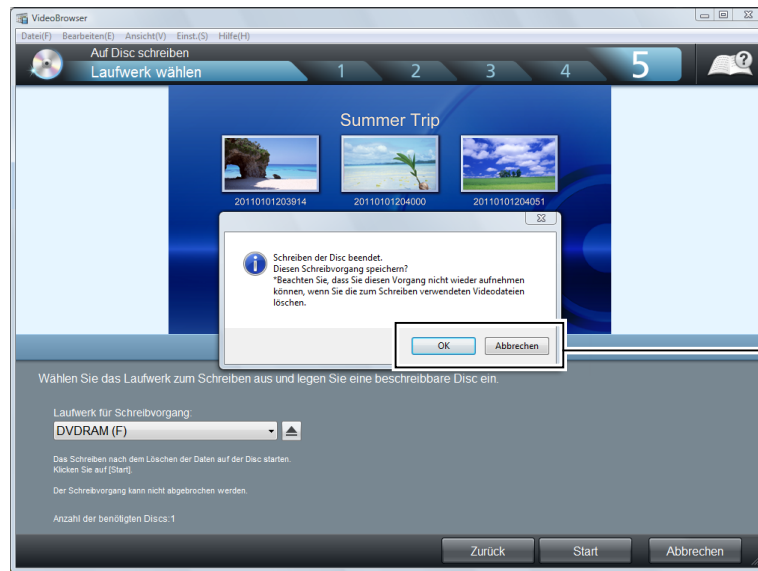 VideoBrowser
Datei(F) Bearbeiten(E) Ansicht(V) Einst.(S) Hilfe(H)
Auf Disc schreiben
Laufwerk wählen
1 2 3 4 5
?
Summer Trip
20110101203914 20110101204000 20110101204051
Schreiben der Disc beendet.
Diesen Schreibvorgang speichern?
*Beachten Sie, dass Sie diesen Vorgang nicht wieder aufnehmen
können, wenn Sie die zum Schreiben verwendeten Videodateien
löschen.
OK Abbrechen
Wählen Sie das Laufwerk zum Schreiben aus und legen Sie eine beschreibbare Disc ein.
Laufwerk für Schreibvorgang:
DVDRAM (F)
Das Schreiben nach dem Löschen der Daten auf der Disc starten.
Klicken Sie auf [Start].
Der Schreibvorgang kann nicht abgebrochen werden.
Anzahl der benötigten Discs:1
Zurück Start Abbrechen